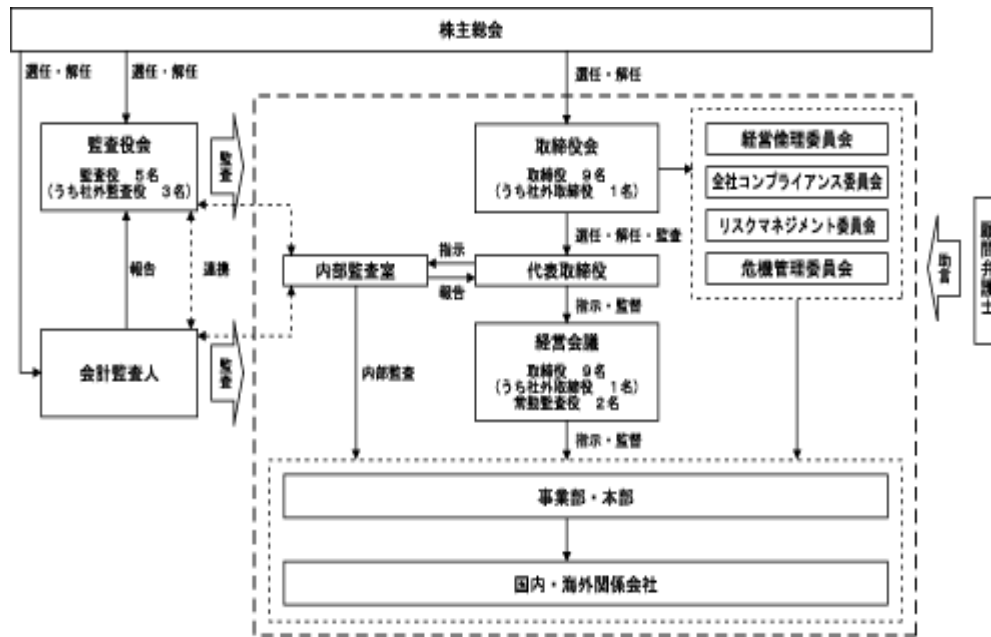 株主総会
選任・解任
選任・解任
選任・解任
監査役会
監査役 5名
(うち社外監査役 3名)
監査
取締役会
取締役 9名
(うち社外取締役 1名)
経営倫理委員会
全社コンプライアンス委員会
リスクマネジメント委員会
危機管理委員会
選任・解任・監査
報告
連携
内部監査室
指示
報告
代表取締役
助言
顧問弁護士
指示・監督
会計監査人
監査
内部監査
経営会議
取締役 9名
(うち社外取締役 1名)
常勤監査役 2名
指示・監督
事業部・本部
国内・海外関係会社